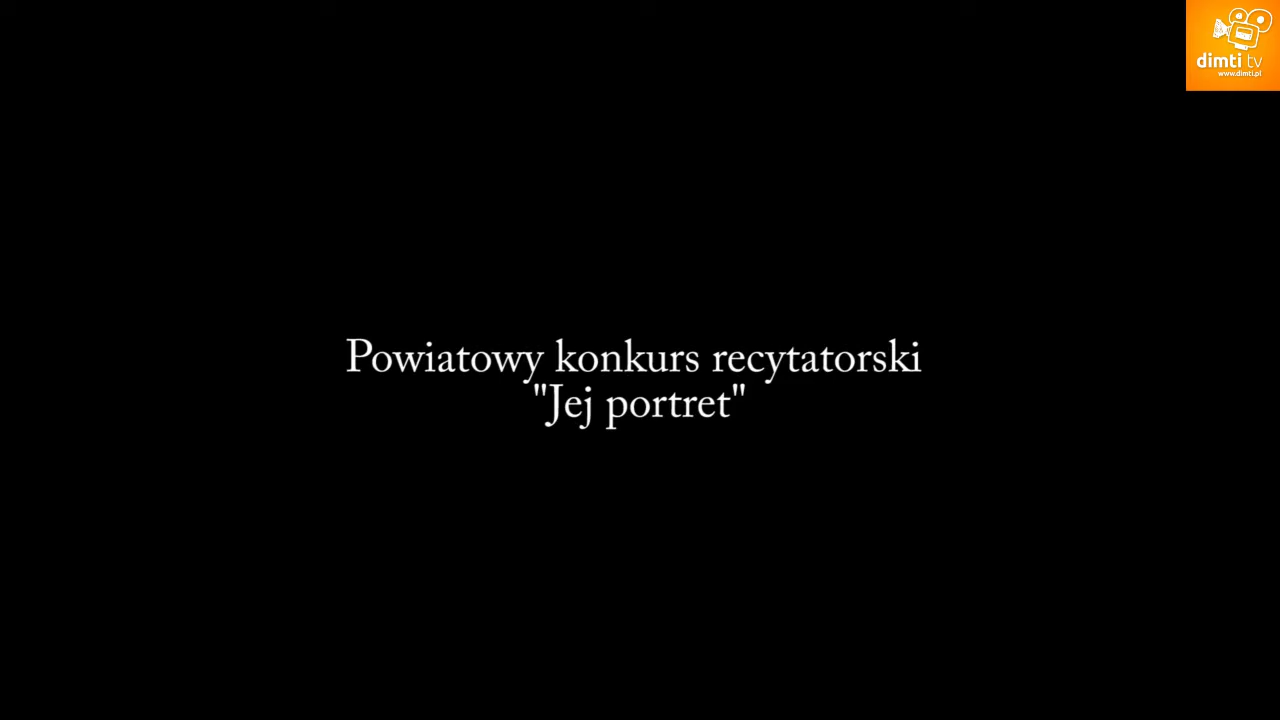 dimti tv
www.dimti.pl
Powiatowy konkurs recytatorski
"Jej portret"